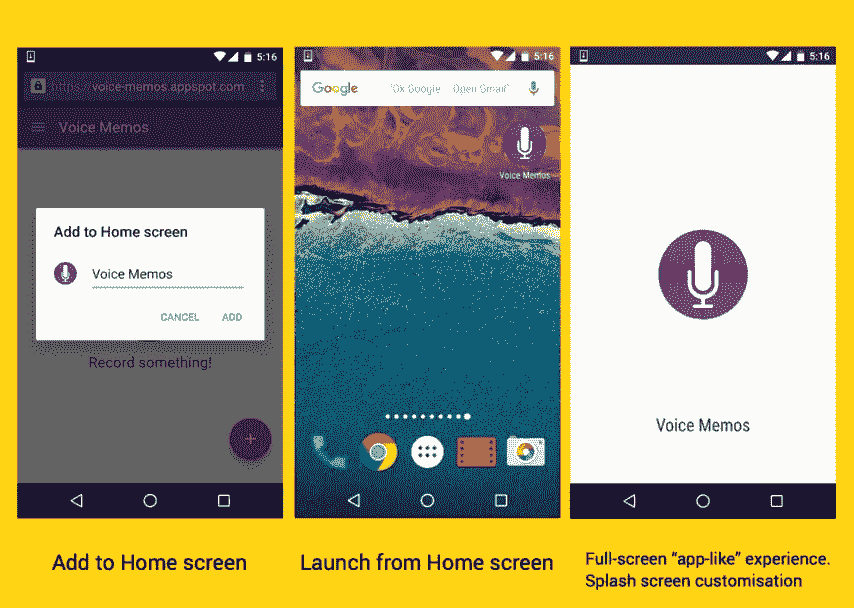 5:16
https://voice-memos.appspot.com
Voice Memos
Add to Home screen
Voice Memos
CANCEL ADD
Record something!
+
Add to Home screen
5:16
Google "Ok Google Open Gmail"
Voice Memos
Launch from Home screen
5:16
Voice Memos
Full-screen “app-like” experience.
Splash screen customisation